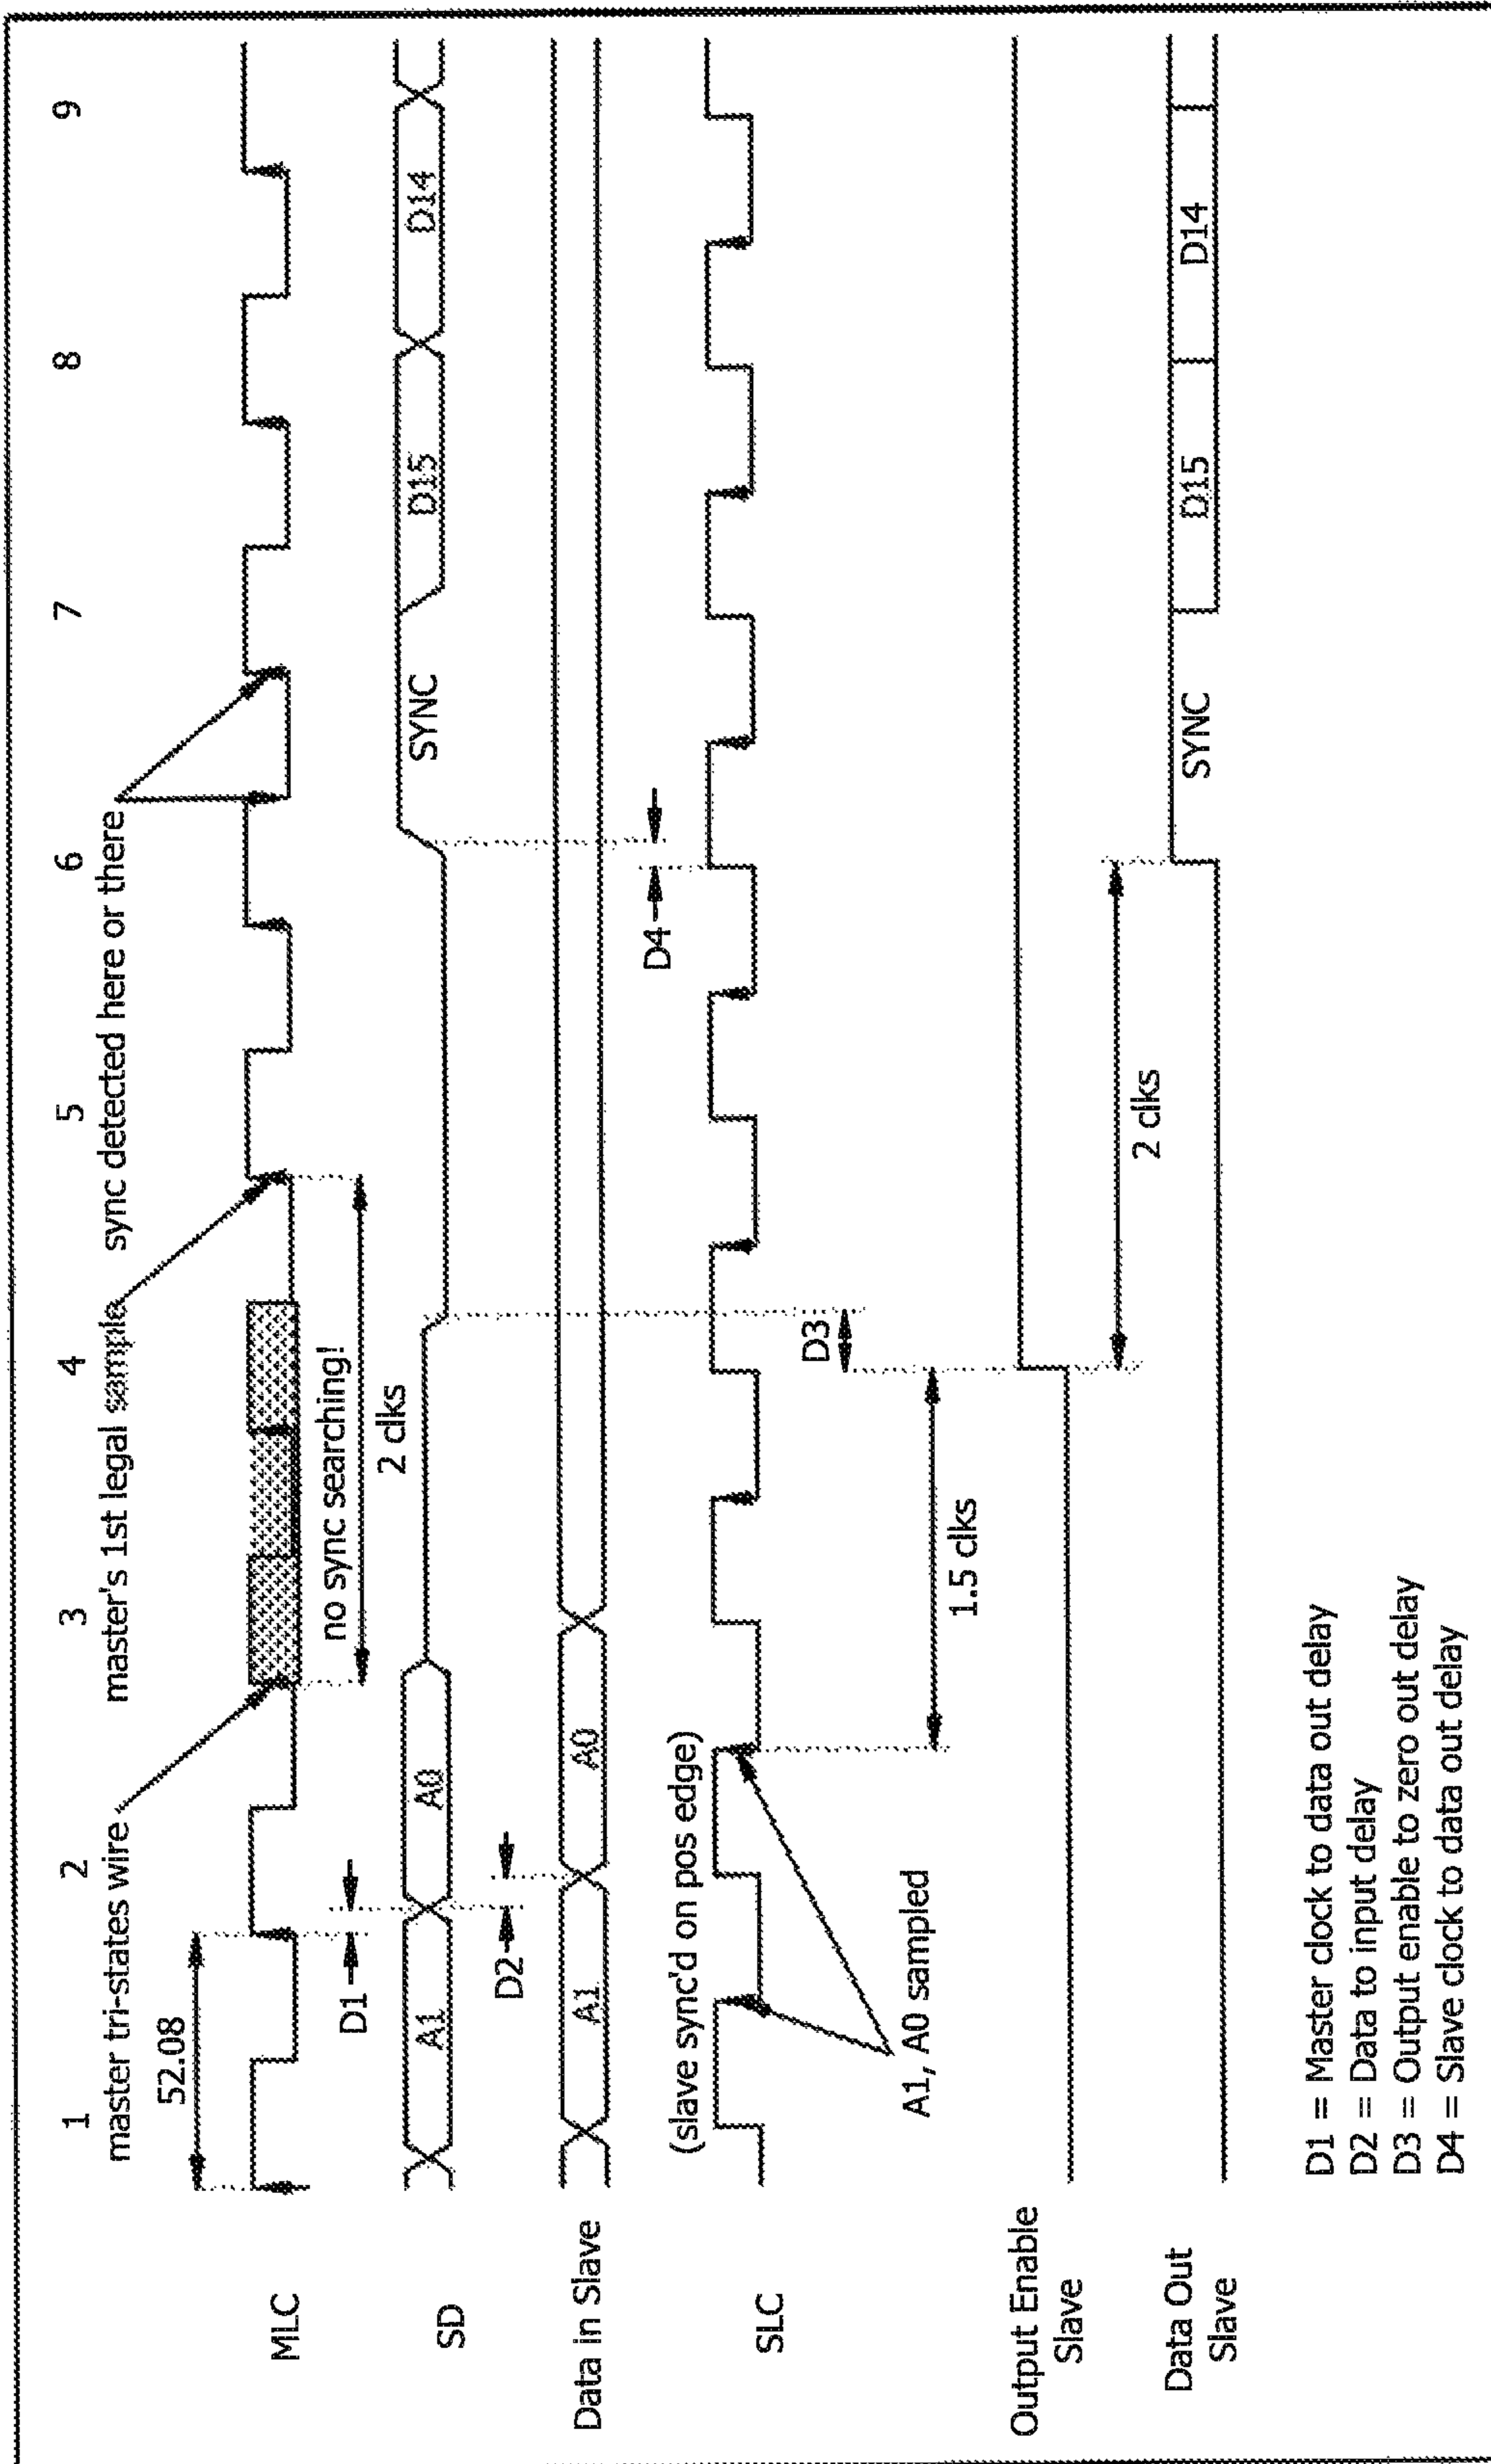 1 2 3 4 5 6 7 8 9
master tri-states wire
master's 1st legal sample
sync detected here or there
52.08
MLC
no sync searching!
2 clks
D1
SD
A1
A0
SYNC
D15
D14
D2
Data in Slave
A1
A0
D4
(slave sync'd on pos edge)
SLC
D3
A1, A0 sampled
1.5 clks
Output Enable
Slave
2 clks
Data Out
Slave
SYNC
D15
D14
D1 = Master clock to data out delay
D2 = Data to input delay
D3 = Output enable to zero out delay
D4 = Slave clock to data out delay